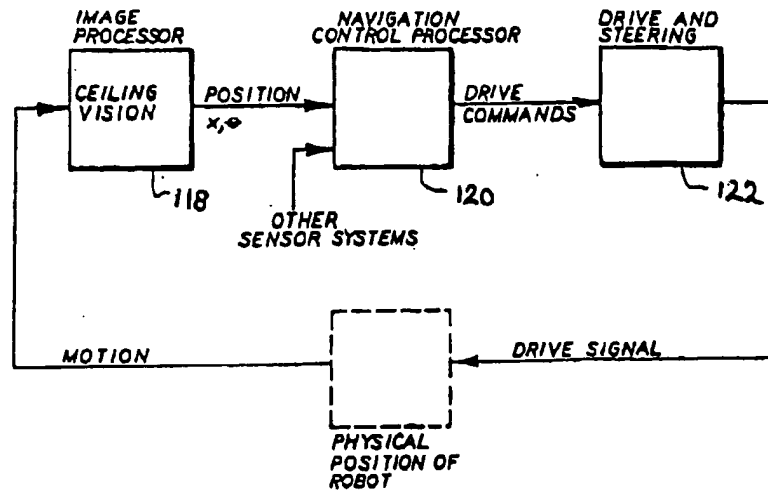 IMAGE
PROCESSOR
CEILING
VISION
118
POSITION
x,θ
NAVIGATION
CONTROL PROCESSOR
120
OTHER
SENSOR SYSTEMS
DRIVE
COMMANDS
DRIVE AND
STEERING
122
MOTION
DRIVE SIGNAL
PHYSICAL
POSITION OF
ROBOT